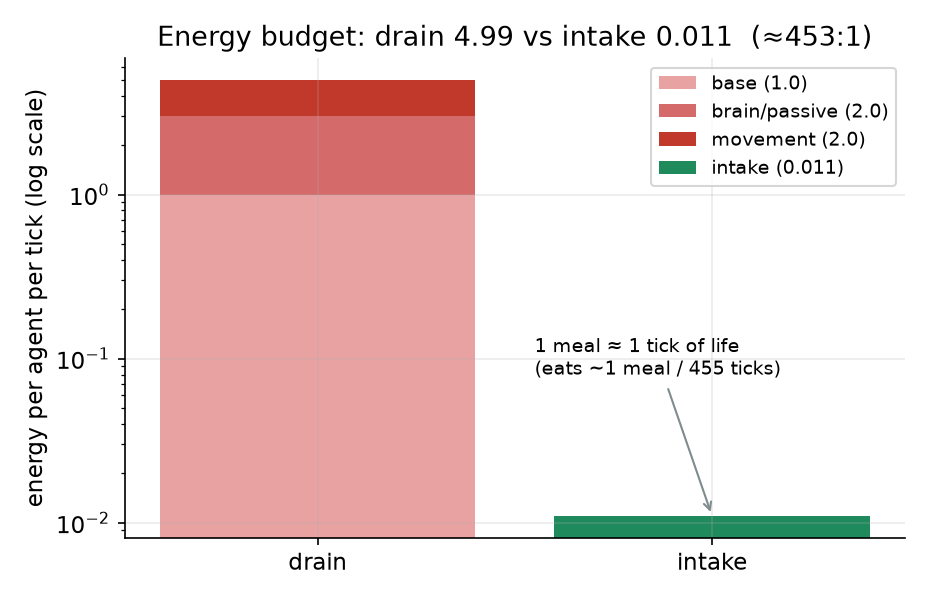 Energy budget: drain 4.99 vs intake 0.011 (≈453:1)
energy per agent per tick (log scale)
10⁰
10⁻¹
10⁻²
base (1.0)
brain/passive (2.0)
movement (2.0)
intake (0.011)
1 meal ≈ 1 tick of life
(eats ~1 meal / 455 ticks)
drain
intake